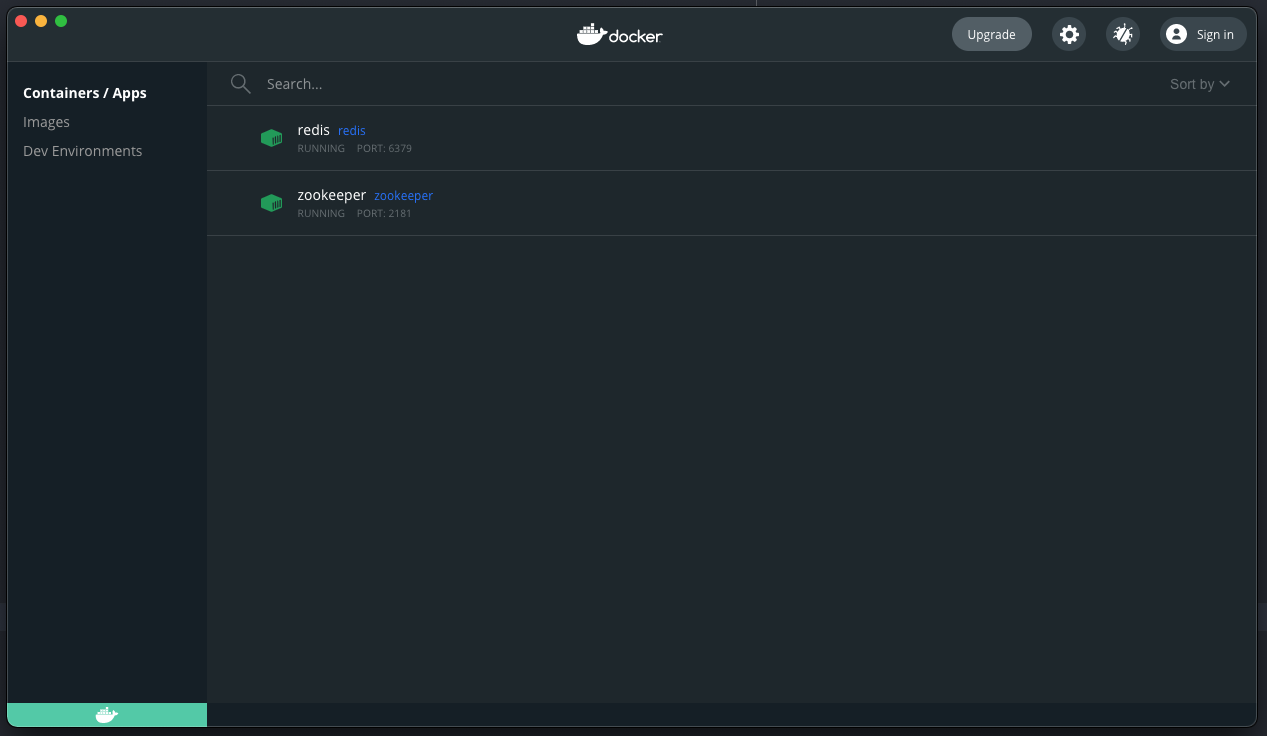 docker
Upgrade
Sign in
Containers / Apps
Images
Dev Environments
Search...
Sort by
redis redis
RUNNING PORT: 6379
zookeeper zookeeper
RUNNING PORT: 2181